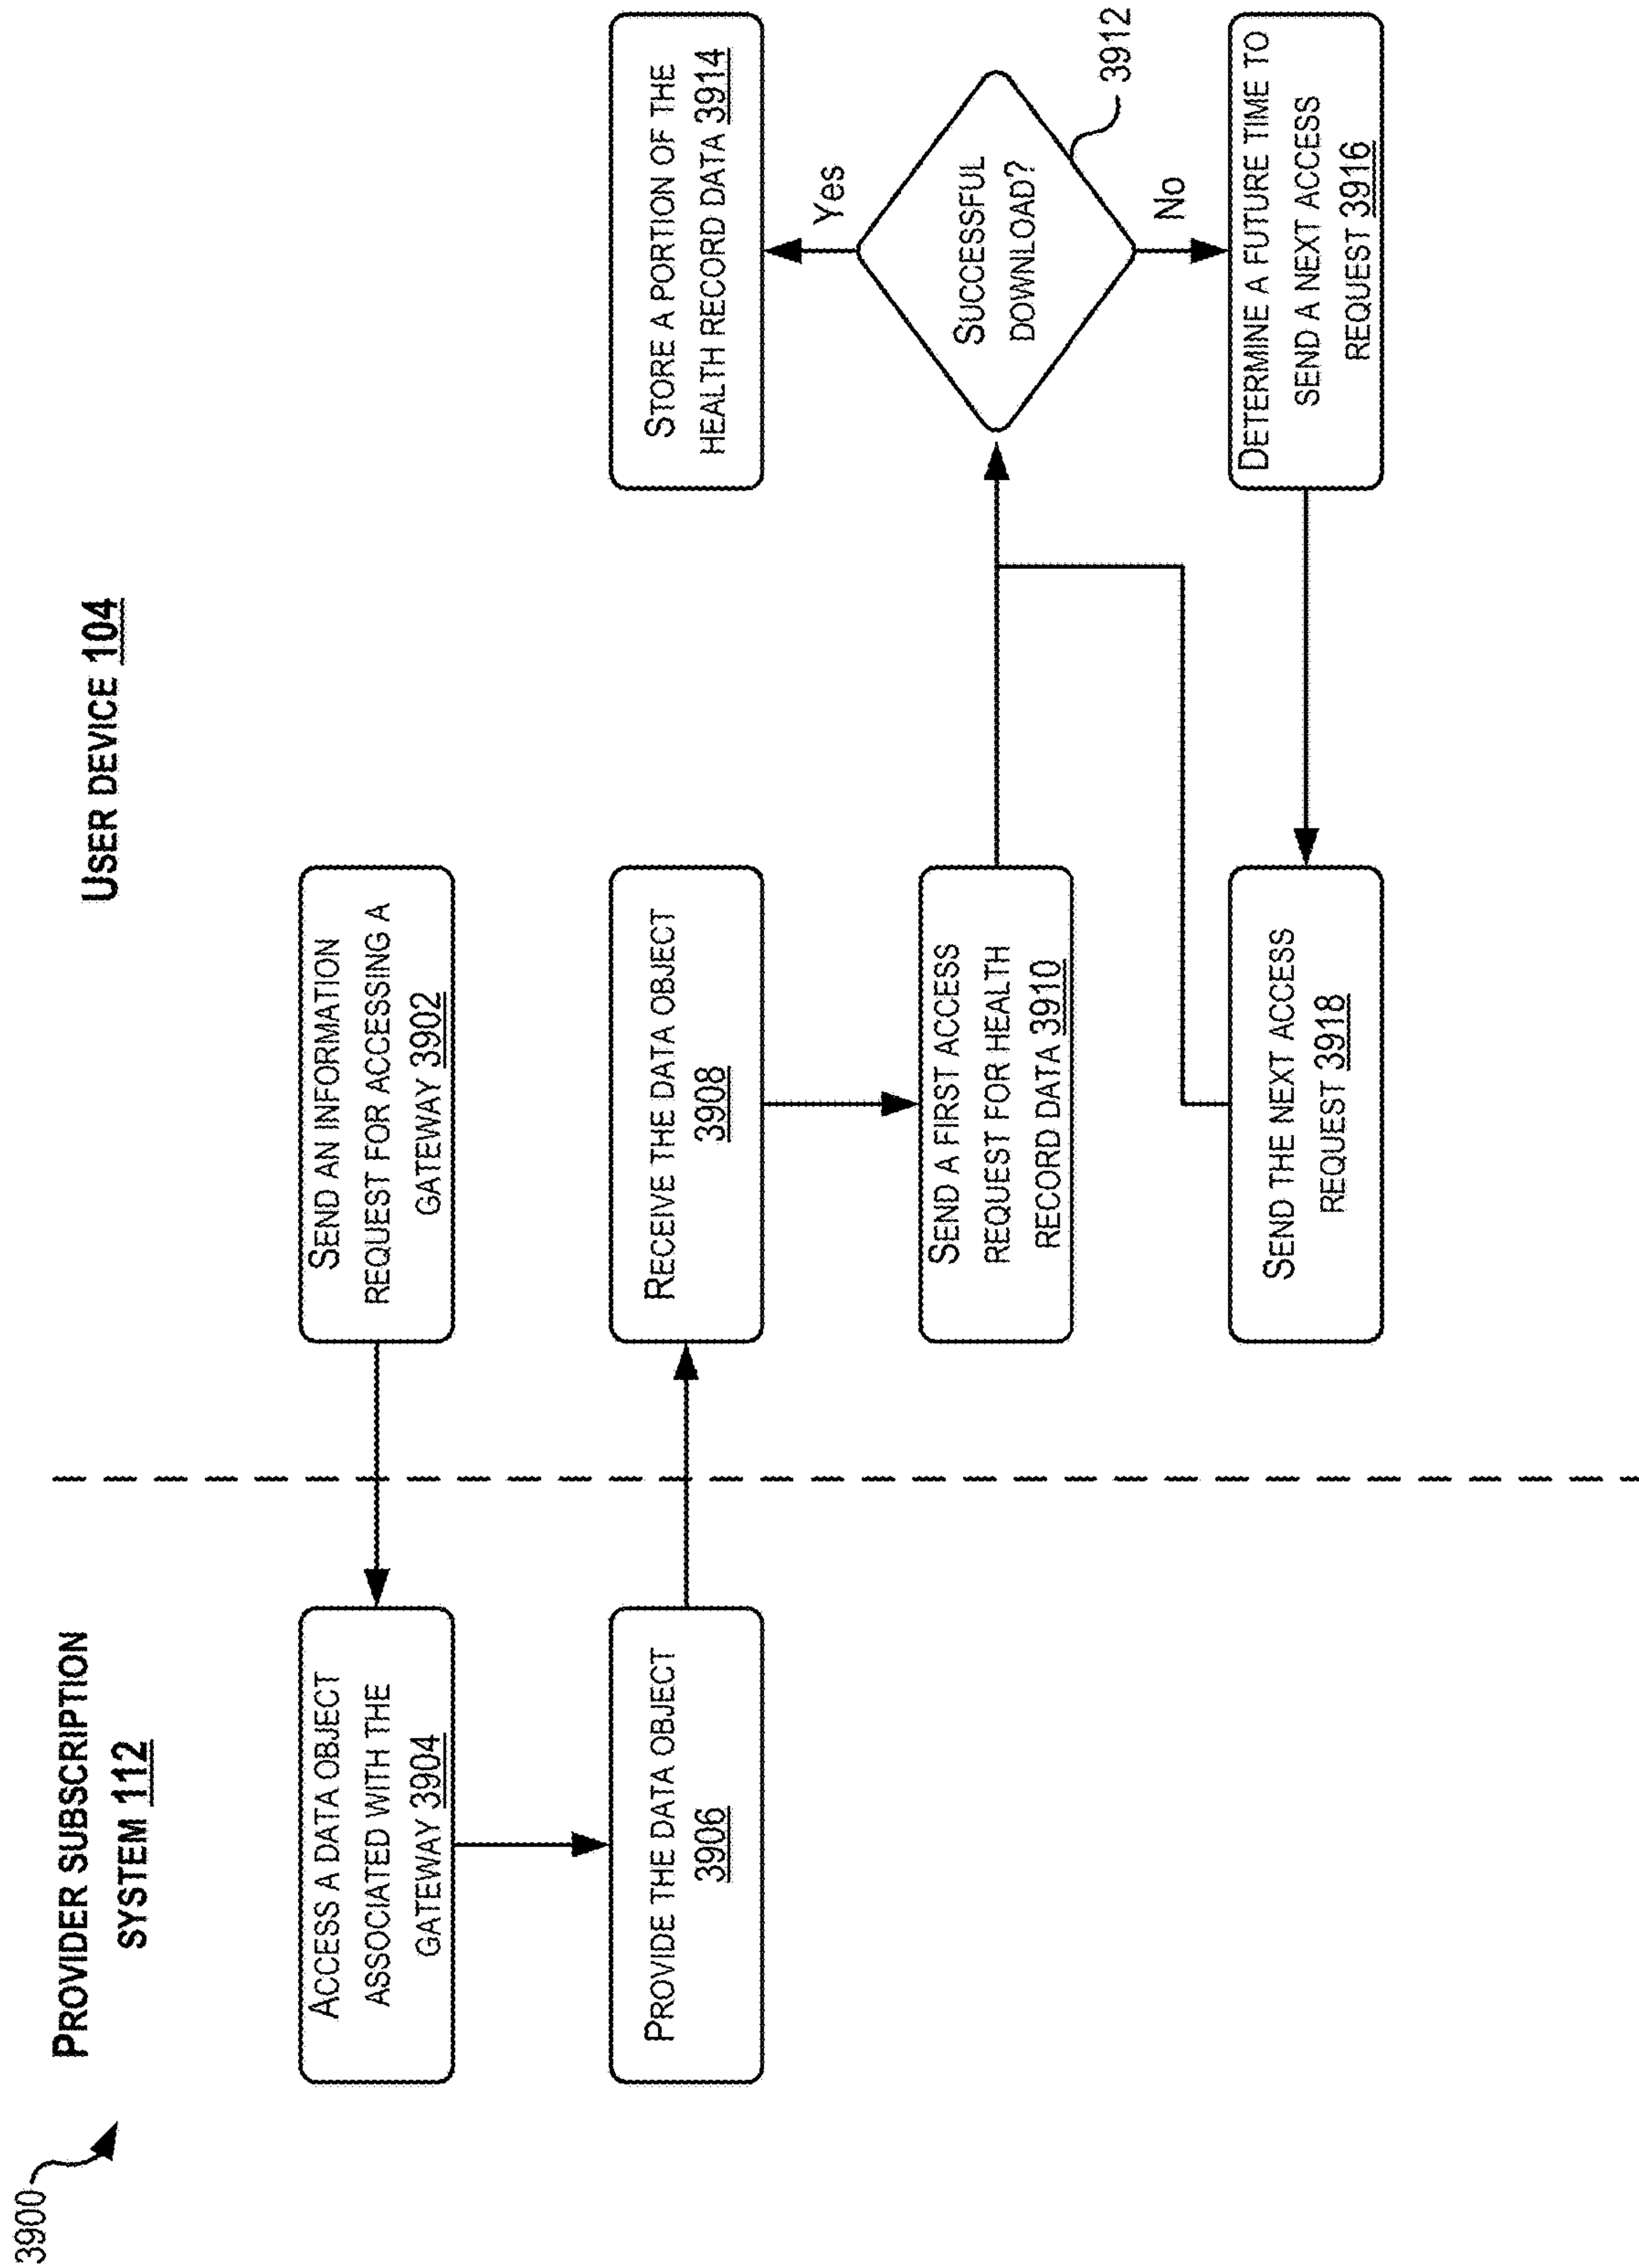 3900
PROVIDER SUBSCRIPTION
SYSTEM 112
USER DEVICE 104
ACCESS A DATA OBJECT
ASSOCIATED WITH THE
GATEWAY 3904
SEND AN INFORMATION
REQUEST FOR ACCESSING A
GATEWAY 3902
PROVIDE THE DATA OBJECT
3906
RECEIVE THE DATA OBJECT
3908
STORE A PORTION OF THE
HEALTH RECORD DATA 3914
Yes
SEND A FIRST ACCESS
REQUEST FOR HEALTH
RECORD DATA 3910
SUCCESSFUL
DOWNLOAD?
3912
No
SEND THE NEXT ACCESS
REQUEST 3918
DETERMINE A FUTURE TIME TO
SEND A NEXT ACCESS
REQUEST 3916